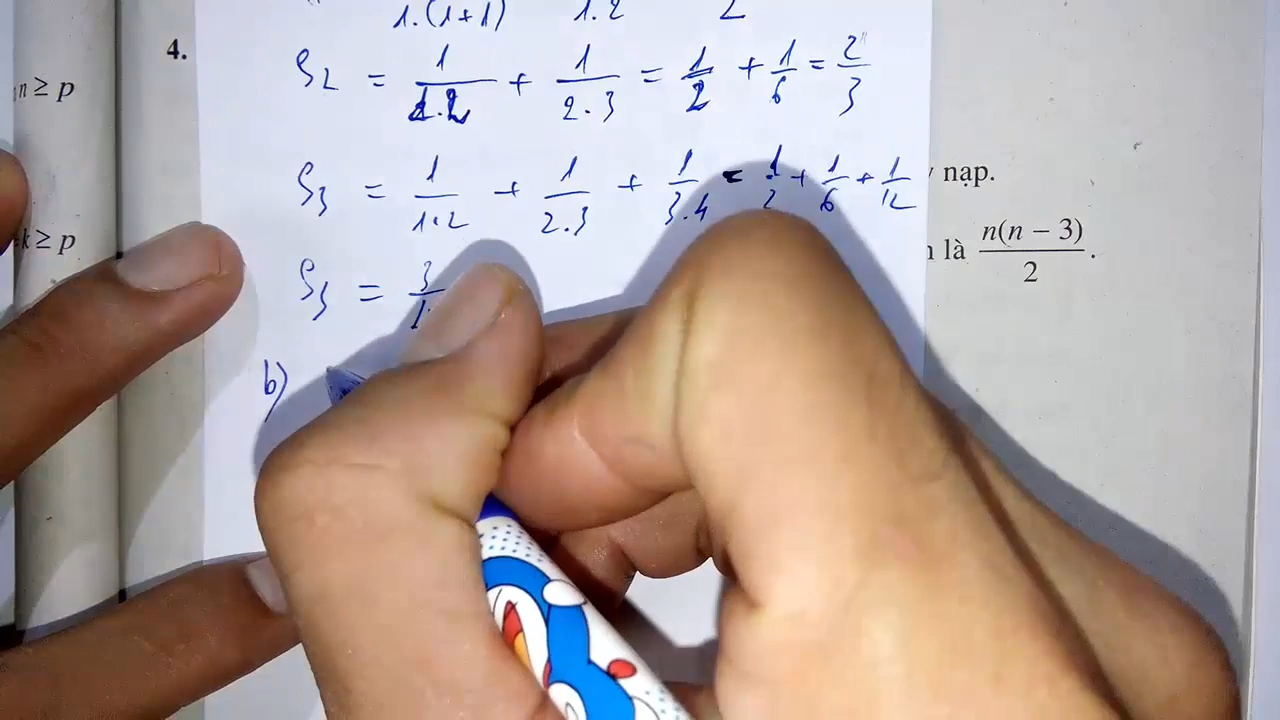 1.(1+1) 1.2 2
4.
S2 = 1/1.2 + 1/2.3 = 1/2 + 1/6 = 2/3
n ≥ p
S3 = 1/1.2 + 1/2.3 + 1/3.4 = 1/2 + 1/6 + 1/12
nạp.
k ≥ p
là n(n − 3)/2.
S3 = 3/
b)